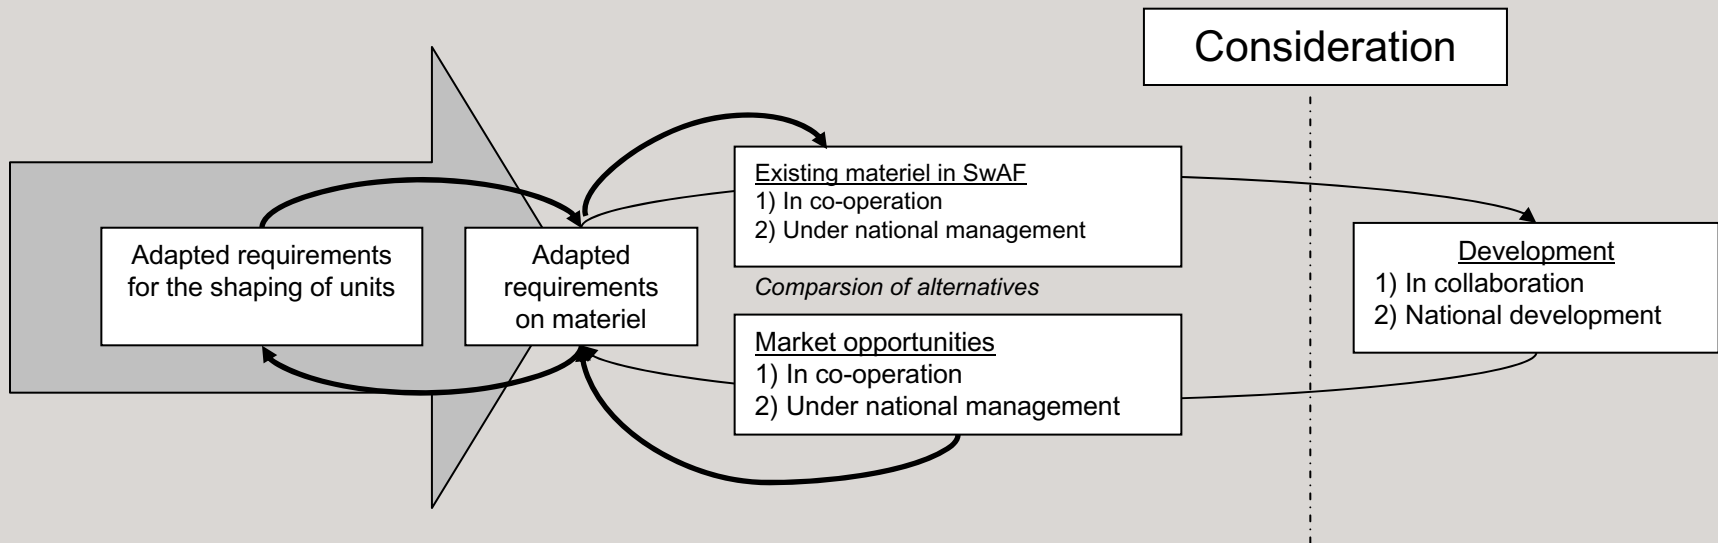 Consideration
Existing materiel in SwAF
1) In co-operation
2) Under national management
Adapted requirements
for the shaping of units
Adapted
requirements
on materiel
Comparsion of alternatives
Development
1) In collaboration
2) National development
Market opportunities
1) In co-operation
2) Under national management